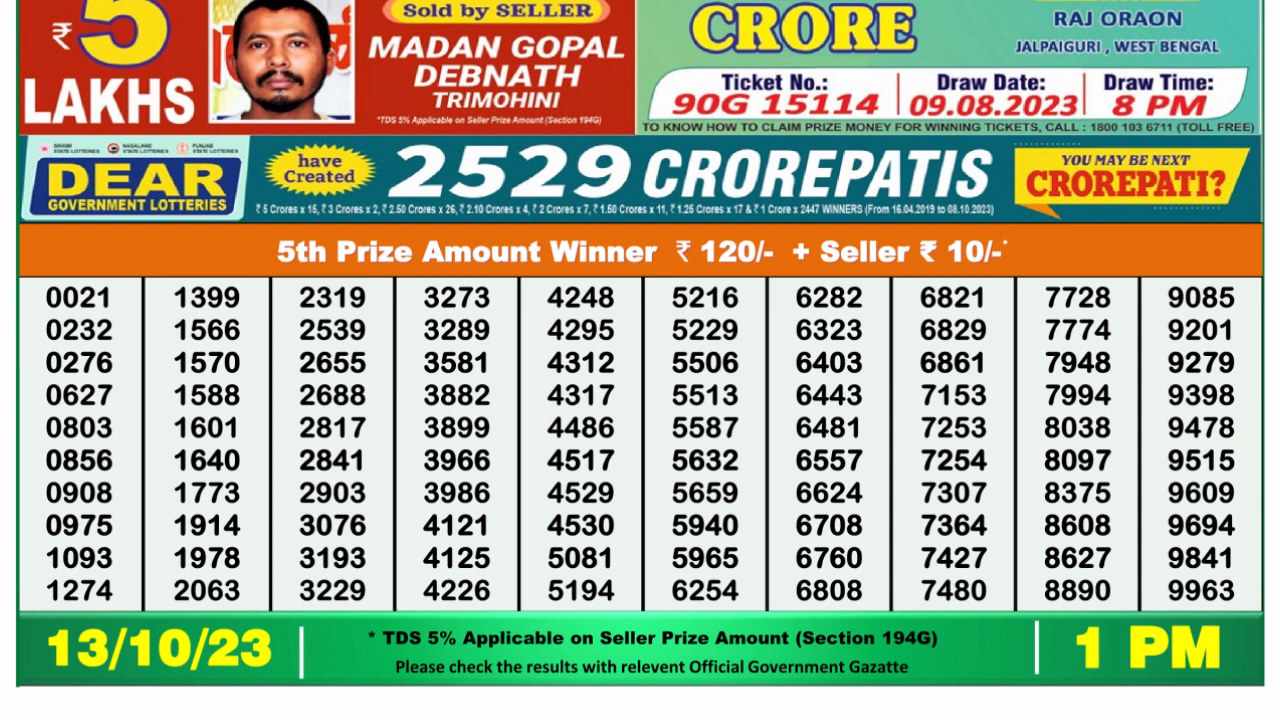 ₹ 5
LAKHS
Sold by SELLER
MADAN GOPAL
DEBNATH
TRIMOHINI
*TDS 5% Applicable on Seller Prize Amount (Section 194G)
CRORE
RAJ ORAON
JALPAIGURI , WEST BENGAL
Ticket No.: Draw Date: Draw Time:
90G 15114 09.08.2023 8 PM
TO KNOW HOW TO CLAIM PRIZE MONEY FOR WINNING TICKETS, CALL : 1800 103 6711 (TOLL FREE)
SIKKIM STATE LOTTERIES NAGALAND STATE LOTTERIES PUNJAB STATE LOTTERIES
DEAR
GOVERNMENT LOTTERIES
have
Created
2529 CROREPATIS
₹ 5 Crores x 15, ₹ 3 Crores x 2, ₹ 2.50 Crores x 26, ₹ 2.10 Crores x 4, ₹ 2 Crores x 7, ₹ 1.50 Crores x 11, ₹ 1.25 Crores x 17 & ₹ 1 Crore x 2447 WINNERS (From 16.04.2019 to 08.10.2023)
YOU MAY BE NEXT
CROREPATI?
5th Prize Amount Winner ₹ 120/- + Seller ₹ 10/-*
0021 1399 2319 3273 4248 5216 6282 6821 7728 9085
0232 1566 2539 3289 4295 5229 6323 6829 7774 9201
0276 1570 2655 3581 4312 5506 6403 6861 7948 9279
0627 1588 2688 3882 4317 5513 6443 7153 7994 9398
0803 1601 2817 3899 4486 5587 6481 7253 8038 9478
0856 1640 2841 3966 4517 5632 6557 7254 8097 9515
0908 1773 2903 3986 4529 5659 6624 7307 8375 9609
0975 1914 3076 4121 4530 5940 6708 7364 8608 9694
1093 1978 3193 4125 5081 5965 6760 7427 8627 9841
1274 2063 3229 4226 5194 6254 6808 7480 8890 9963
13/10/23
* TDS 5% Applicable on Seller Prize Amount (Section 194G)
Please check the results with relevent Official Government Gazatte
1 PM